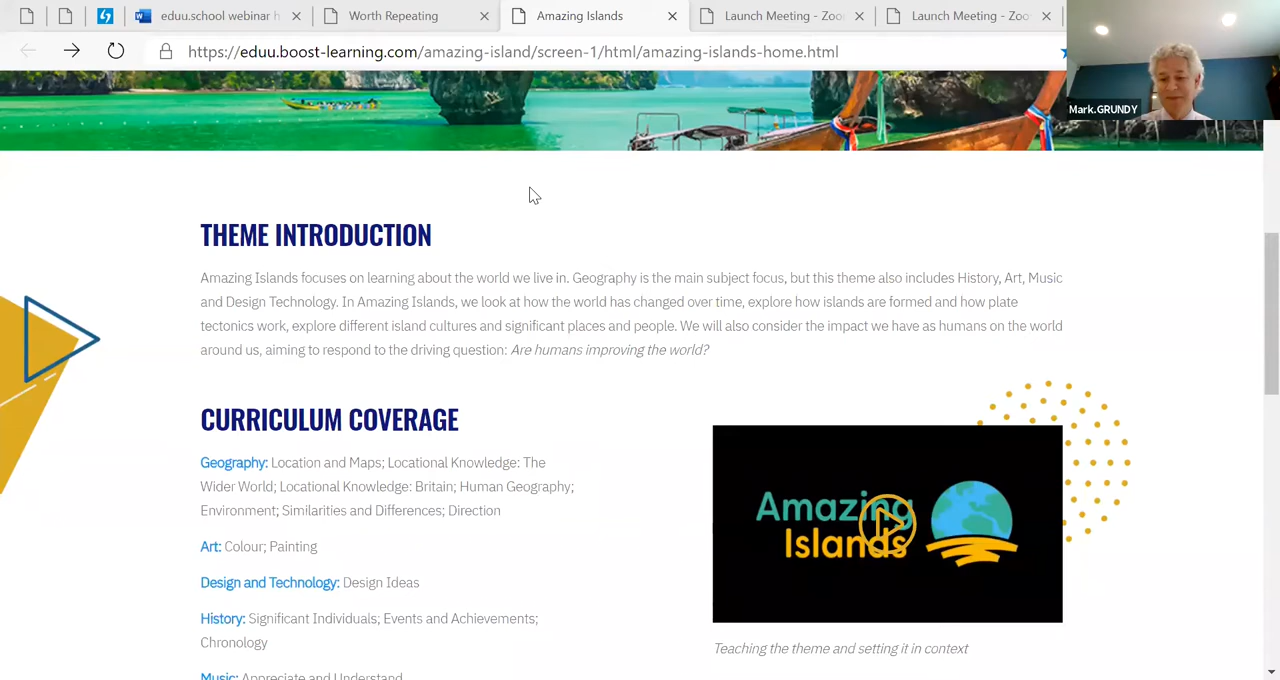 eduu.school webinar h
Worth Repeating
Amazing Islands
Launch Meeting - Zoo
Launch Meeting - Zoo
https://eduu.boost-learning.com/amazing-island/screen-1/html/amazing-islands-home.html
Mark.GRUNDY
THEME INTRODUCTION
Amazing Islands focuses on learning about the world we live in. Geography is the main subject focus, but this theme also includes History, Art, Music
and Design Technology. In Amazing Islands, we look at how the world has changed over time, explore how islands are formed and how plate
tectonics work, explore different island cultures and significant places and people. We will also consider the impact we have as humans on the world
around us, aiming to respond to the driving question: Are humans improving the world?
CURRICULUM COVERAGE
Geography: Location and Maps; Locational Knowledge: The
Wider World; Locational Knowledge: Britain; Human Geography;
Environment; Similarities and Differences; Direction
Art: Colour; Painting
Design and Technology: Design Ideas
History: Significant Individuals; Events and Achievements;
Chronology
Music: Appreciate and Understand
Amazing
Islands
Teaching the theme and setting it in context